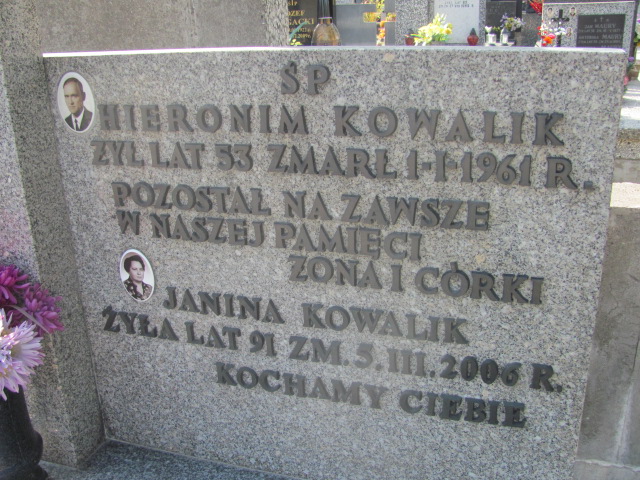 ŚP
HIERONIM KOWALIK
ŻYŁ LAT 53 ZMARŁ 1-I-1961 R.
POZOSTAŁ NA ZAWSZE
W NASZEJ PAMIĘCI
ŻONA I CÓRKI
JANINA KOWALIK
ŻYŁA LAT 91 ZM. 5.III.2006 R.
KOCHAMY CIEBIE